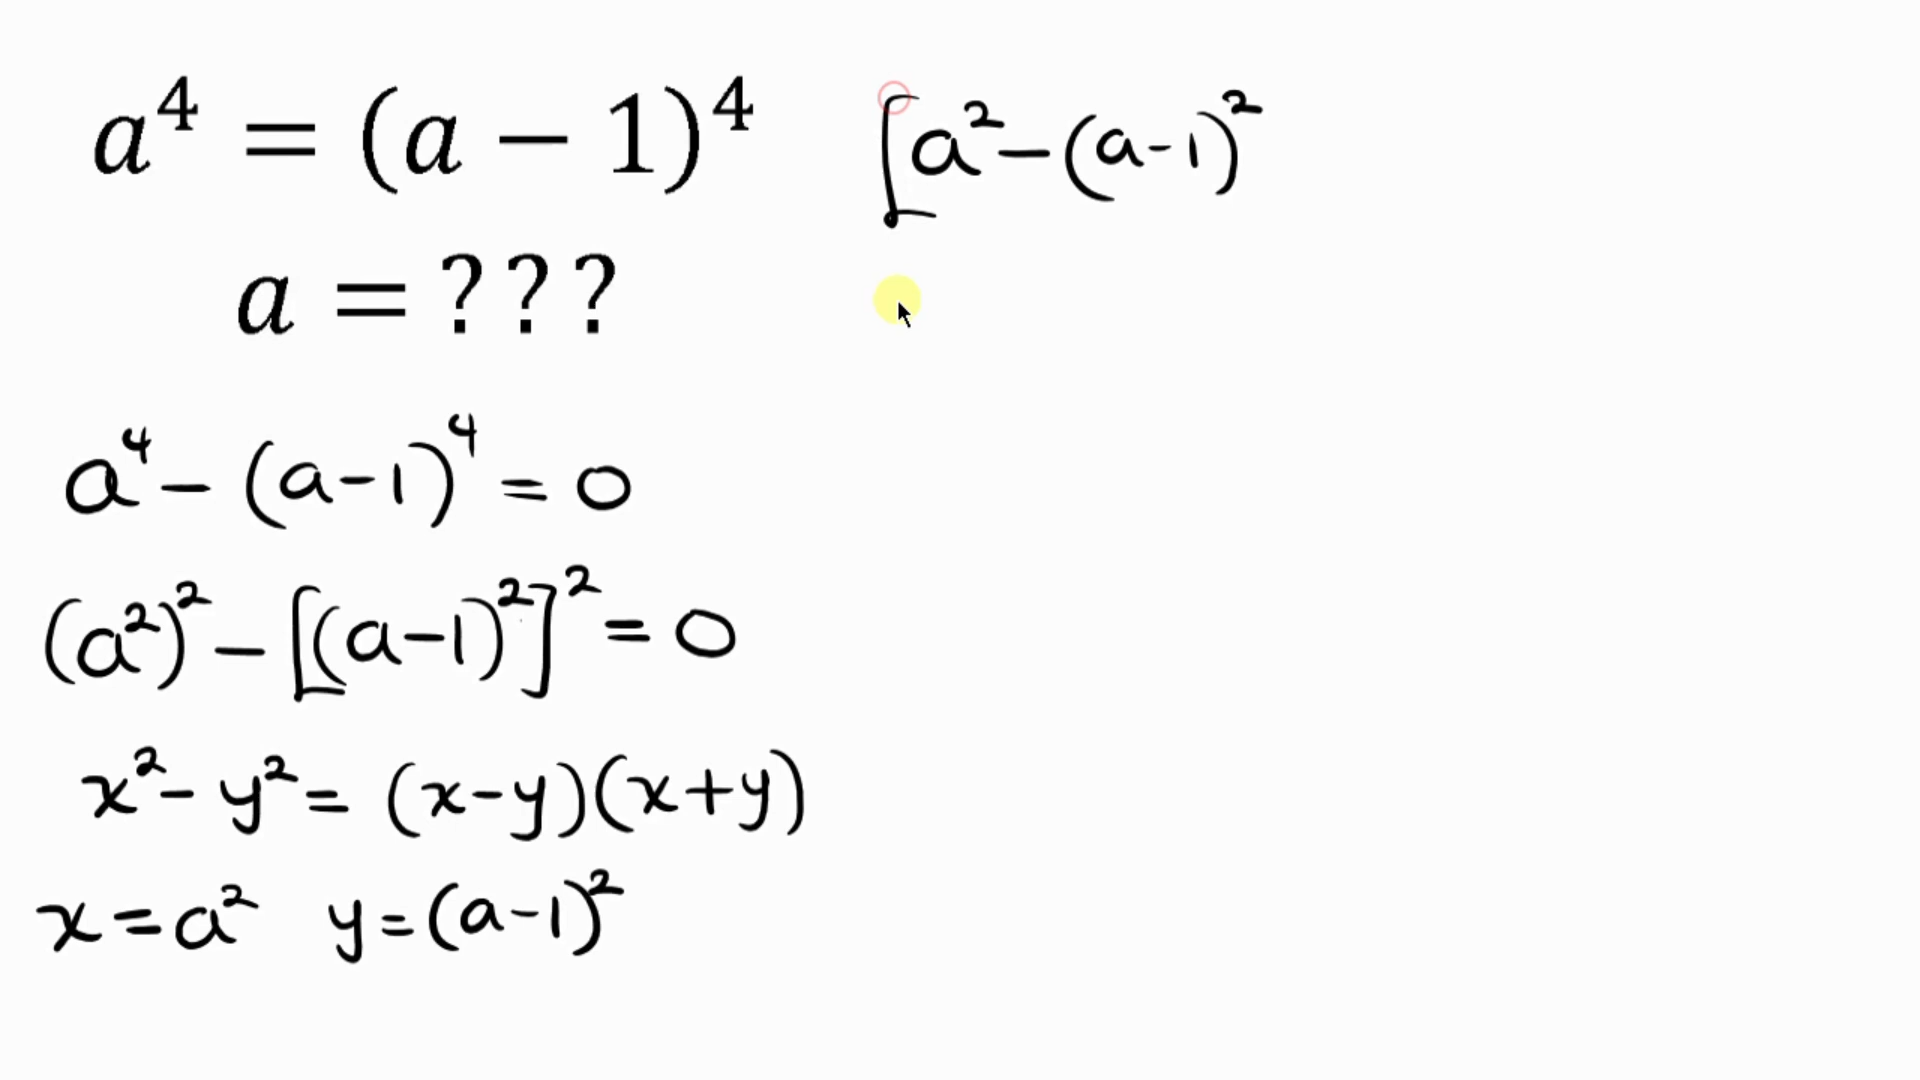 a⁴ = (a − 1)⁴
a = ? ? ?
a⁴ − (a−1)⁴ = 0
(a²)² − [(a−1)²]² = 0
x² − y² = (x−y)(x+y)
x = a² y = (a−1)²
[a² − (a−1)²